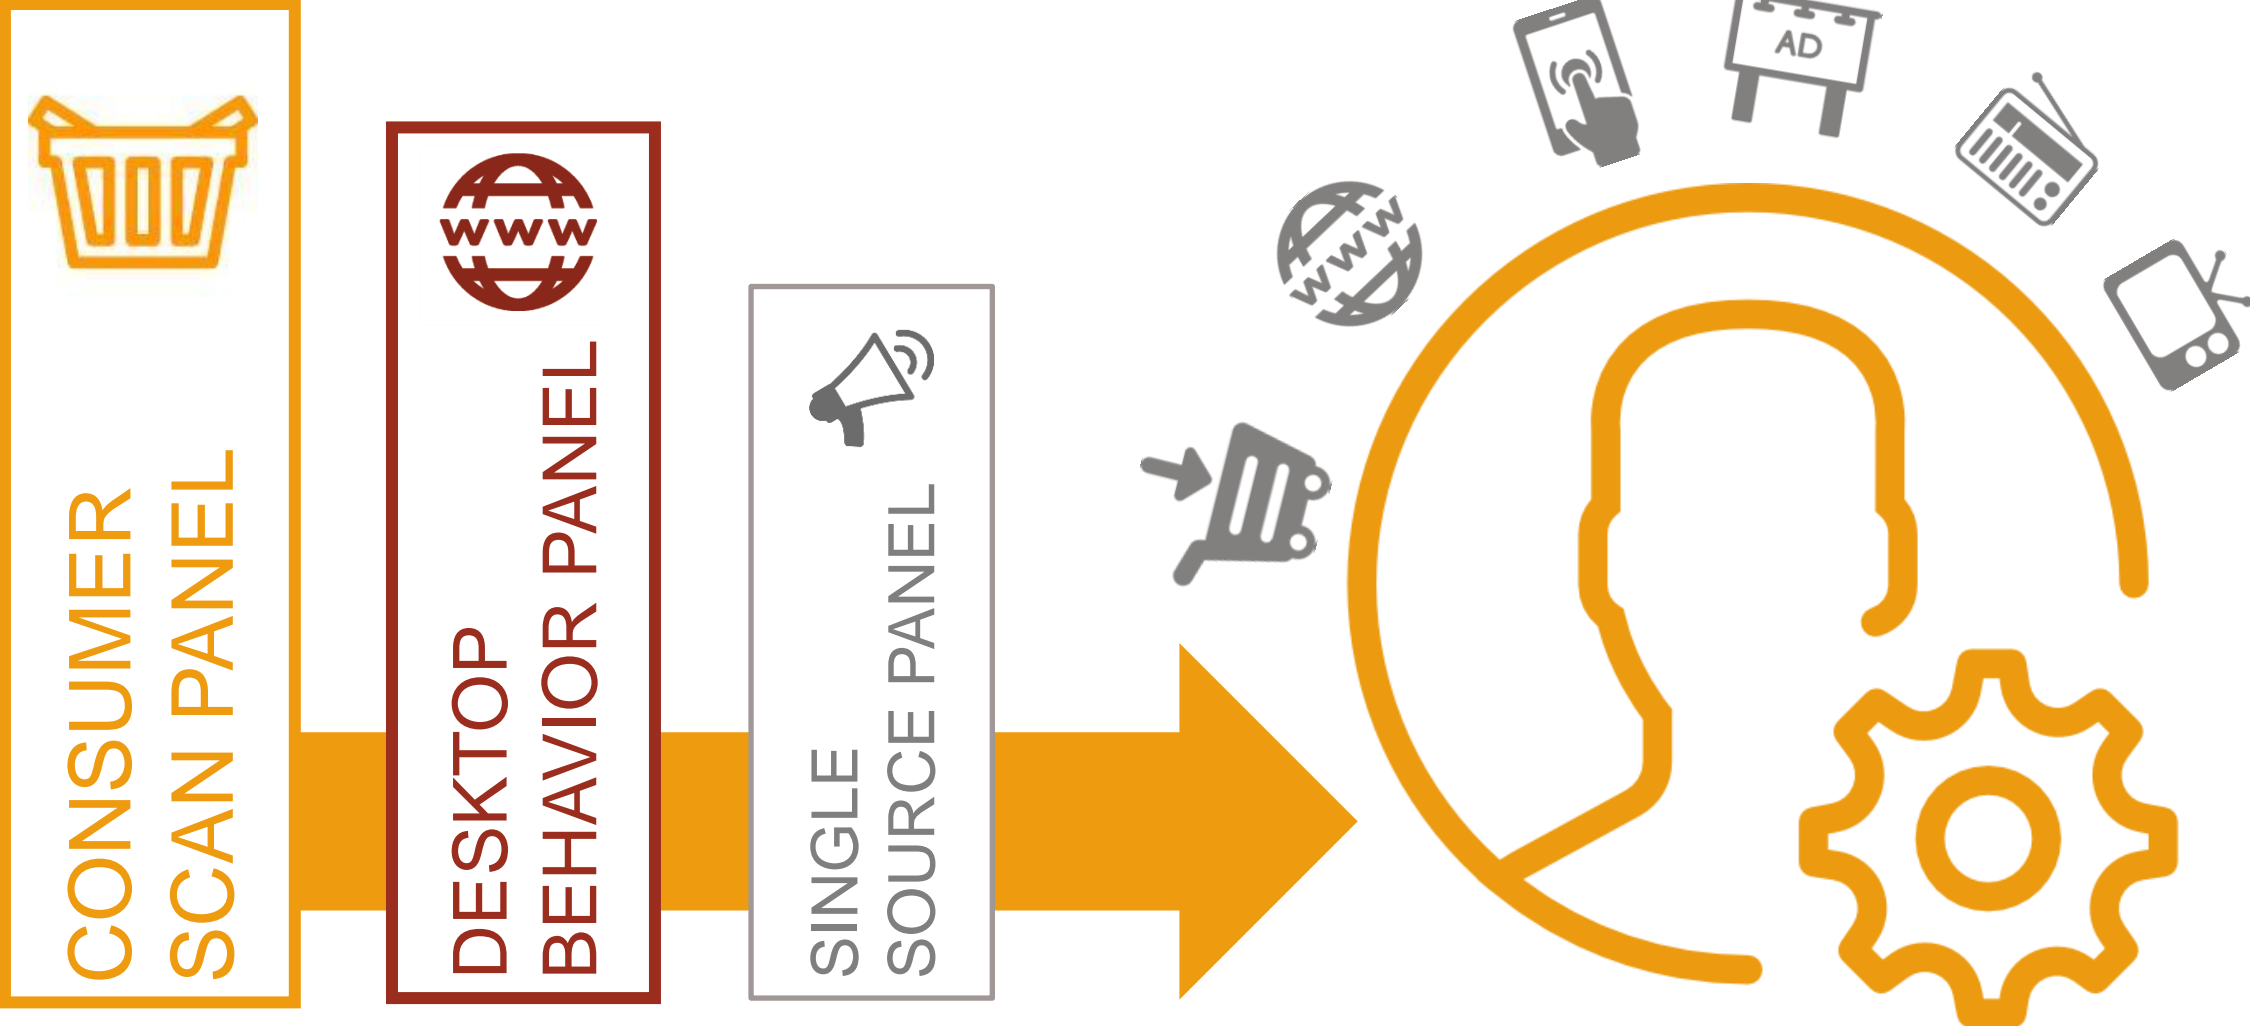 CONSUMER
SCAN PANEL
www
DESKTOP
BEHAVIOR PANEL
SINGLE
SOURCE PANEL
www
AD